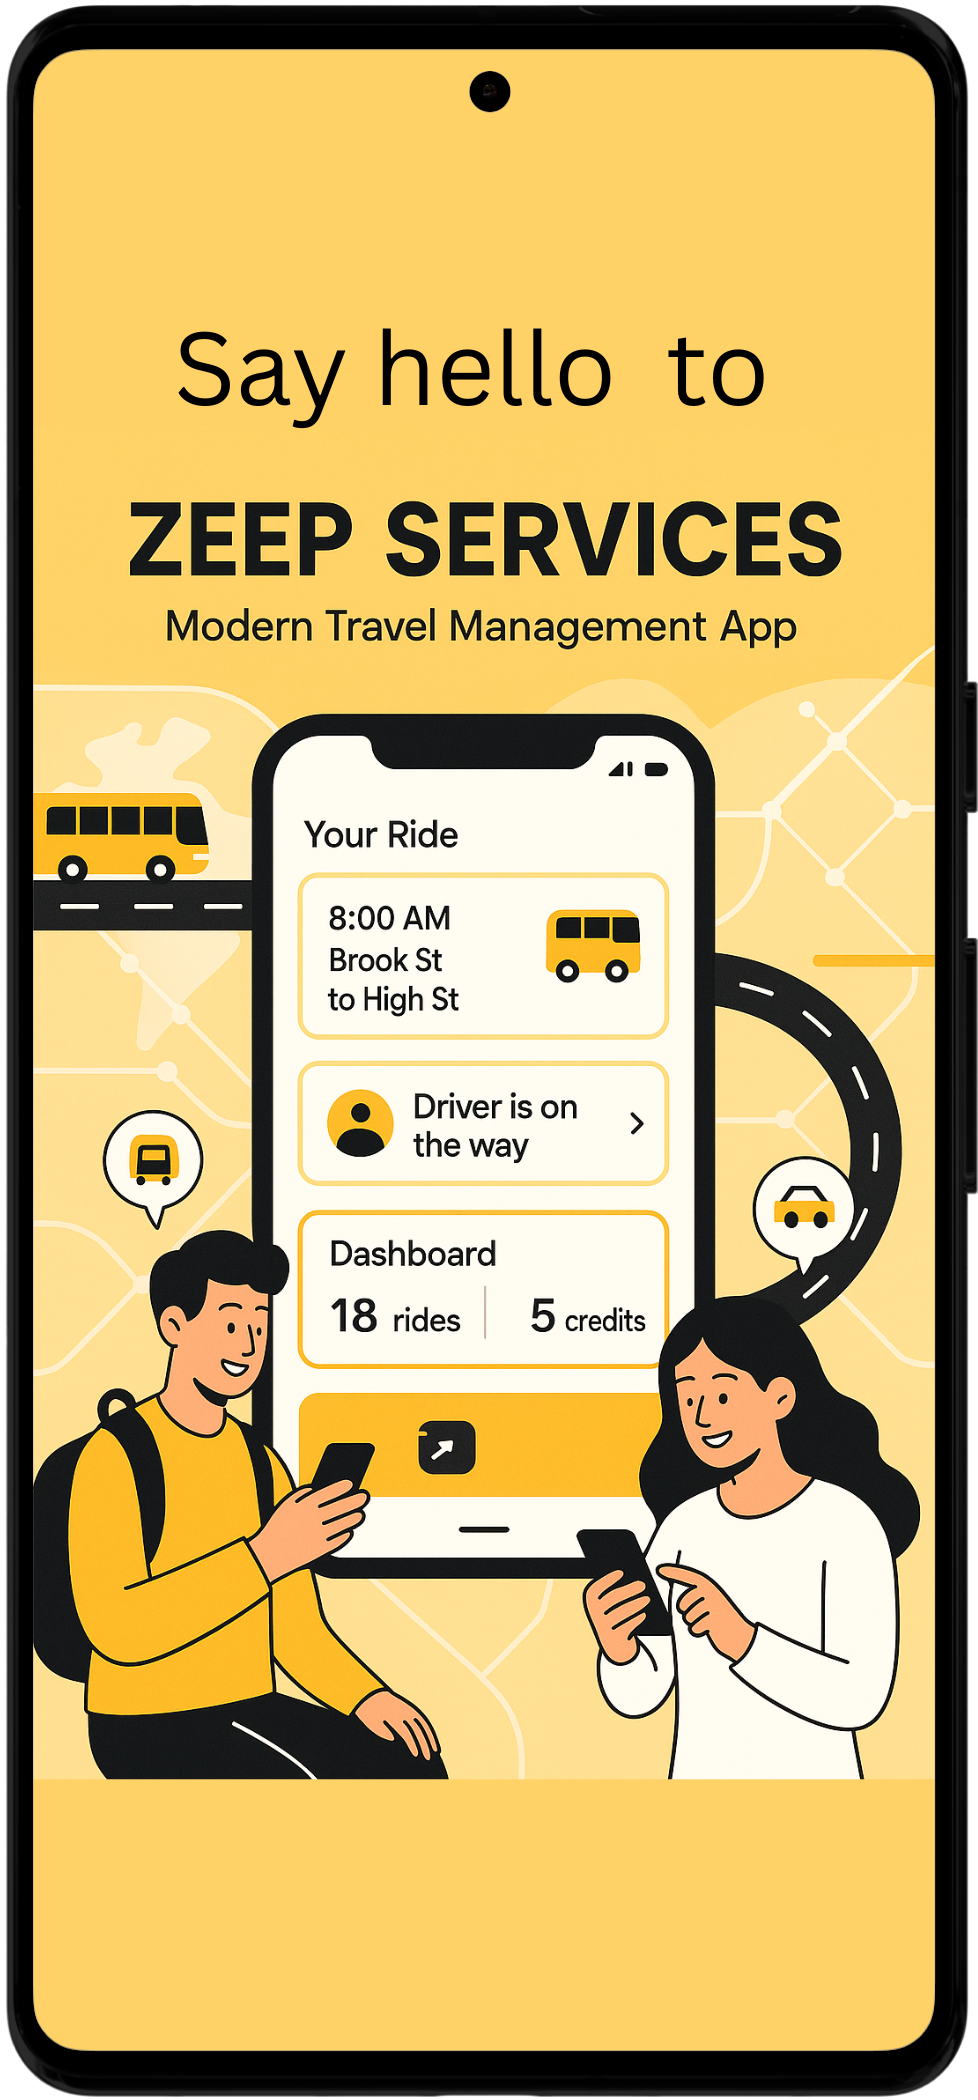 Say hello to
ZEEP SERVICES
Modern Travel Management App
Your Ride
8:00 AM
Brook St
to High St
Driver is on
the way
Dashboard
18 rides
5 credits